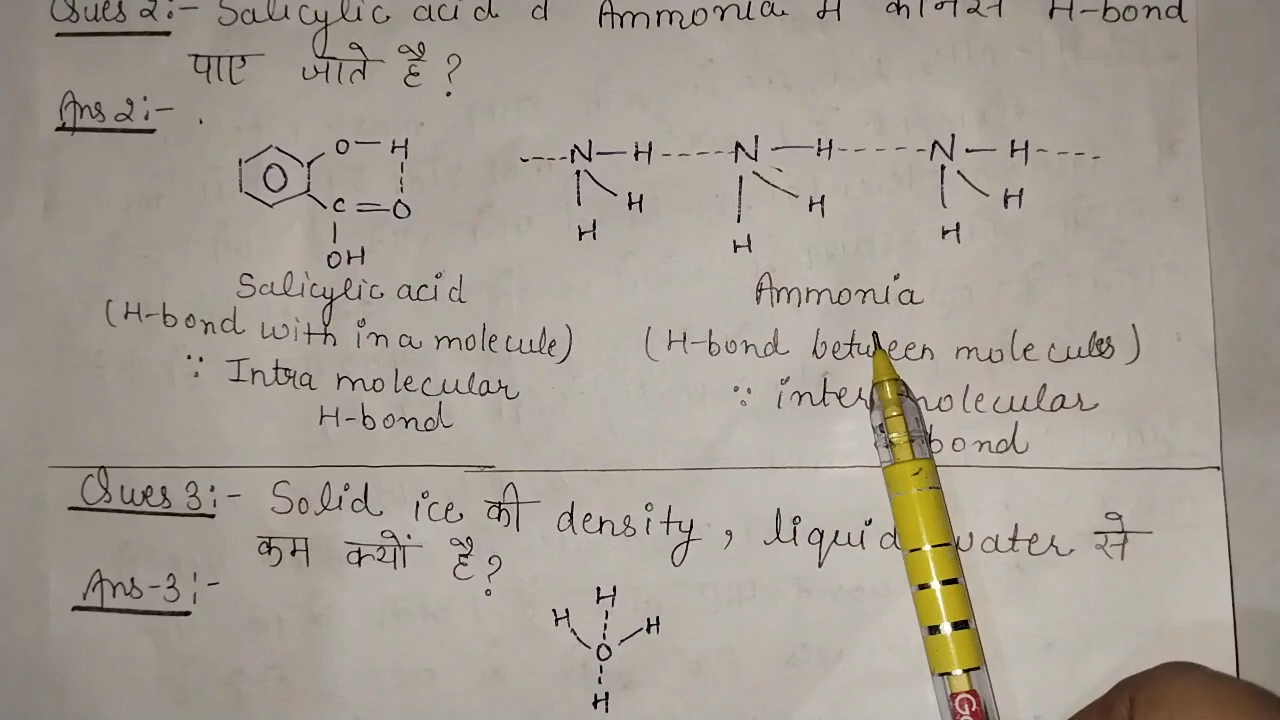 Ques 2:- Salicylic acid व Ammonia में कौनसा H-bond
पाए जाते है ?
Ans 2:- .
O-H ----N-H-----N-H-----N-H----
C=O H H H
OH H H H
Salicylic acid Ammonia
(H-bond with in a molecule) (H-bond between molecules)
∵ Intra molecular ∵ inter molecular
H-bond bond
Ques 3:- Solid ice की density, liquid water से
कम क्यों है ?
Ans-3:-
H
H H
O
H